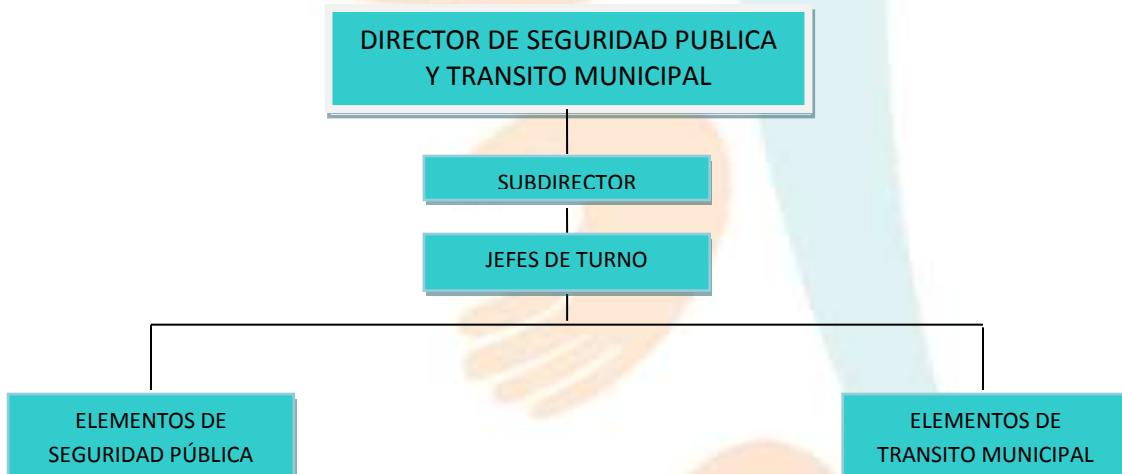 DIRECTOR DE SEGURIDAD PUBLICA
Y TRANSITO MUNICIPAL
SUBDIRECTOR
JEFES DE TURNO
ELEMENTOS DE
SEGURIDAD PÚBLICA
ELEMENTOS DE
TRANSITO MUNICIPAL